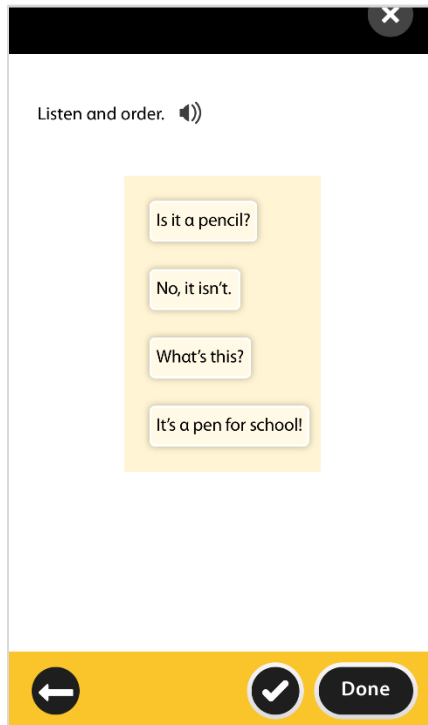 Listen and order.
Is it a pencil?
No, it isn't.
What's this?
It's a pen for school!
Done